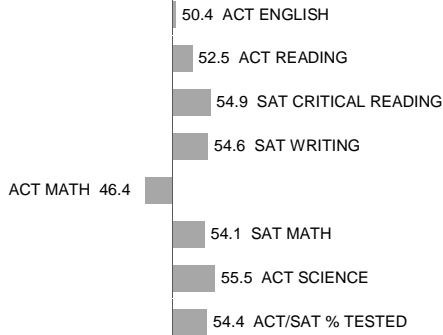 50.4 ACT ENGLISH
52.5 ACT READING
54.9 SAT CRITICAL READING
54.6 SAT WRITING
ACT MATH 46.4
54.1 SAT MATH
55.5 ACT SCIENCE
54.4 ACT/SAT % TESTED